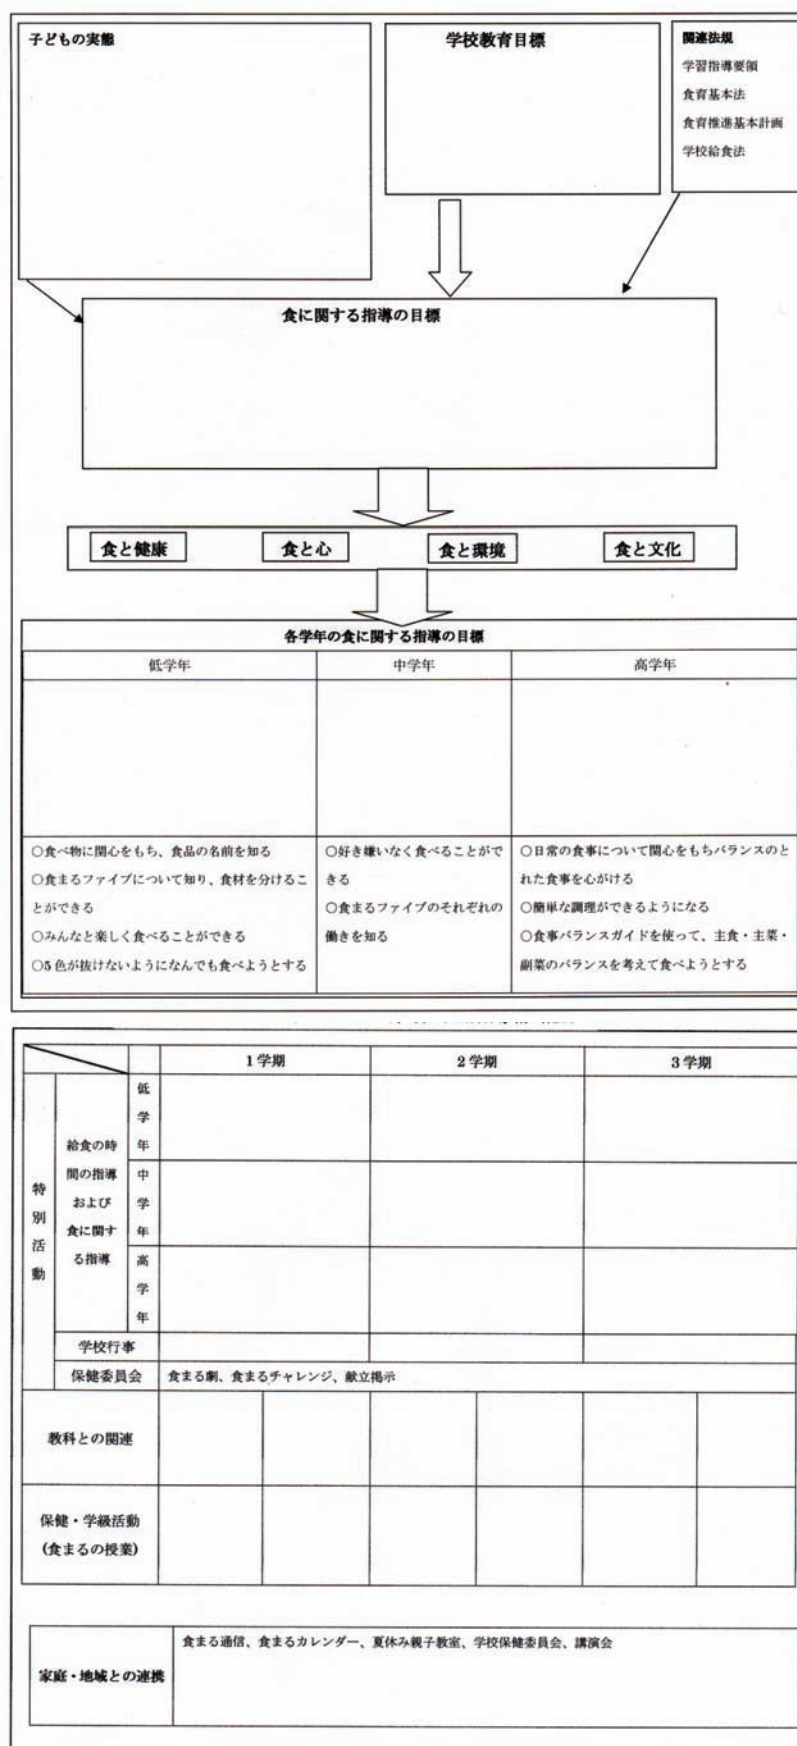 子どもの実態
学校教育目標
関連法規
学習指導要領
食育基本法
食育推進基本計画
学校給食法
食に関する指導の目標
食と健康
食と心
食と環境
食と文化
各学年の食に関する指導の目標
低学年
中学年
高学年
○食べ物に関心をもち、食品の名前を知る
○食まるファイブについて知り、食材を分けるこ
とができる
○みんなと楽しく食べることができる
○5色が抜けないようになんでも食べようとする
○好き嫌いなく食べることがで
きる
○食まるファイブのそれぞれの
働きを知る
○日常の食事について関心をもちバランスのと
れた食事を心がける
○簡単な調理ができるようになる
○食事バランスガイドを使って、主食・主菜・
副菜のバランスを考えて食べようとする
1学期
2学期
3学期
特別活動
給食の時
間の指導
および
食に関す
る指導
低学年
中学年
高学年
学校行事
保健委員会
食まる劇、食まるチャレンジ、献立掲示
教科との関連
保健・学級活動
(食まるの授業)
家庭・地域との連携
食まる通信、食まるカレンダー、夏休み親子教室、学校保健委員会、講演会